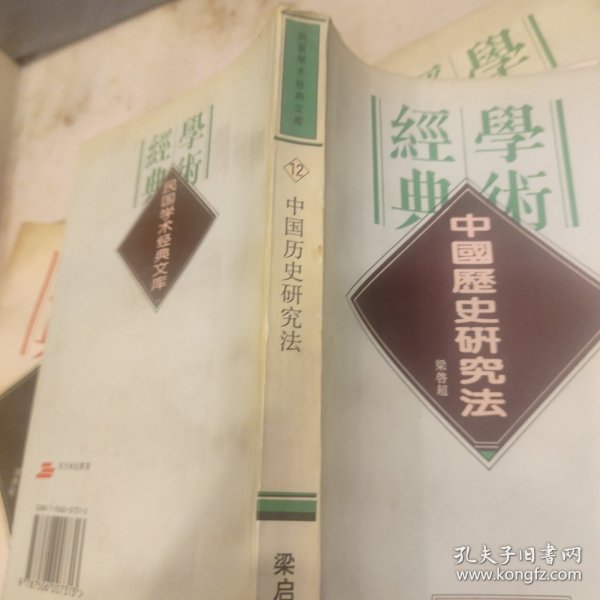 學術
經典
民国学术经典文库
民国学术经典文库
12
中国历史研究法
梁启
學術
經典
中國歷史研究法
梁啓超
學
孔夫子旧书网
www.kongfz.com